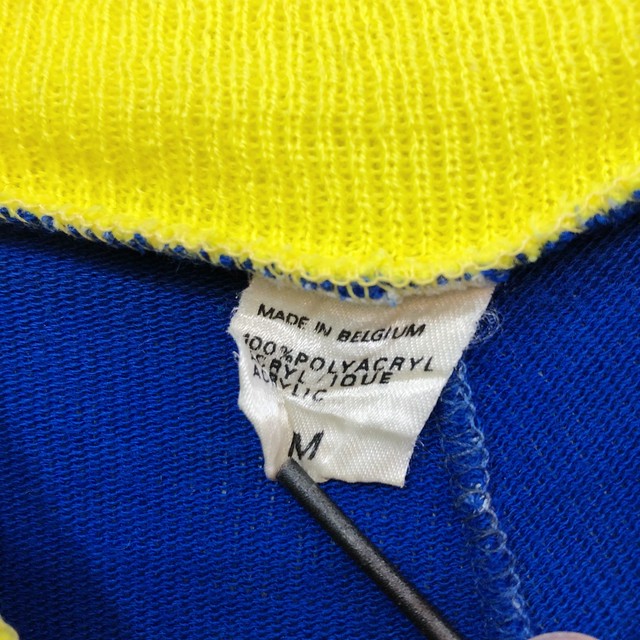 MADE IN BELGIUM
100%POLYACRYL
ACRYLIQUE
ACRYLIC
M